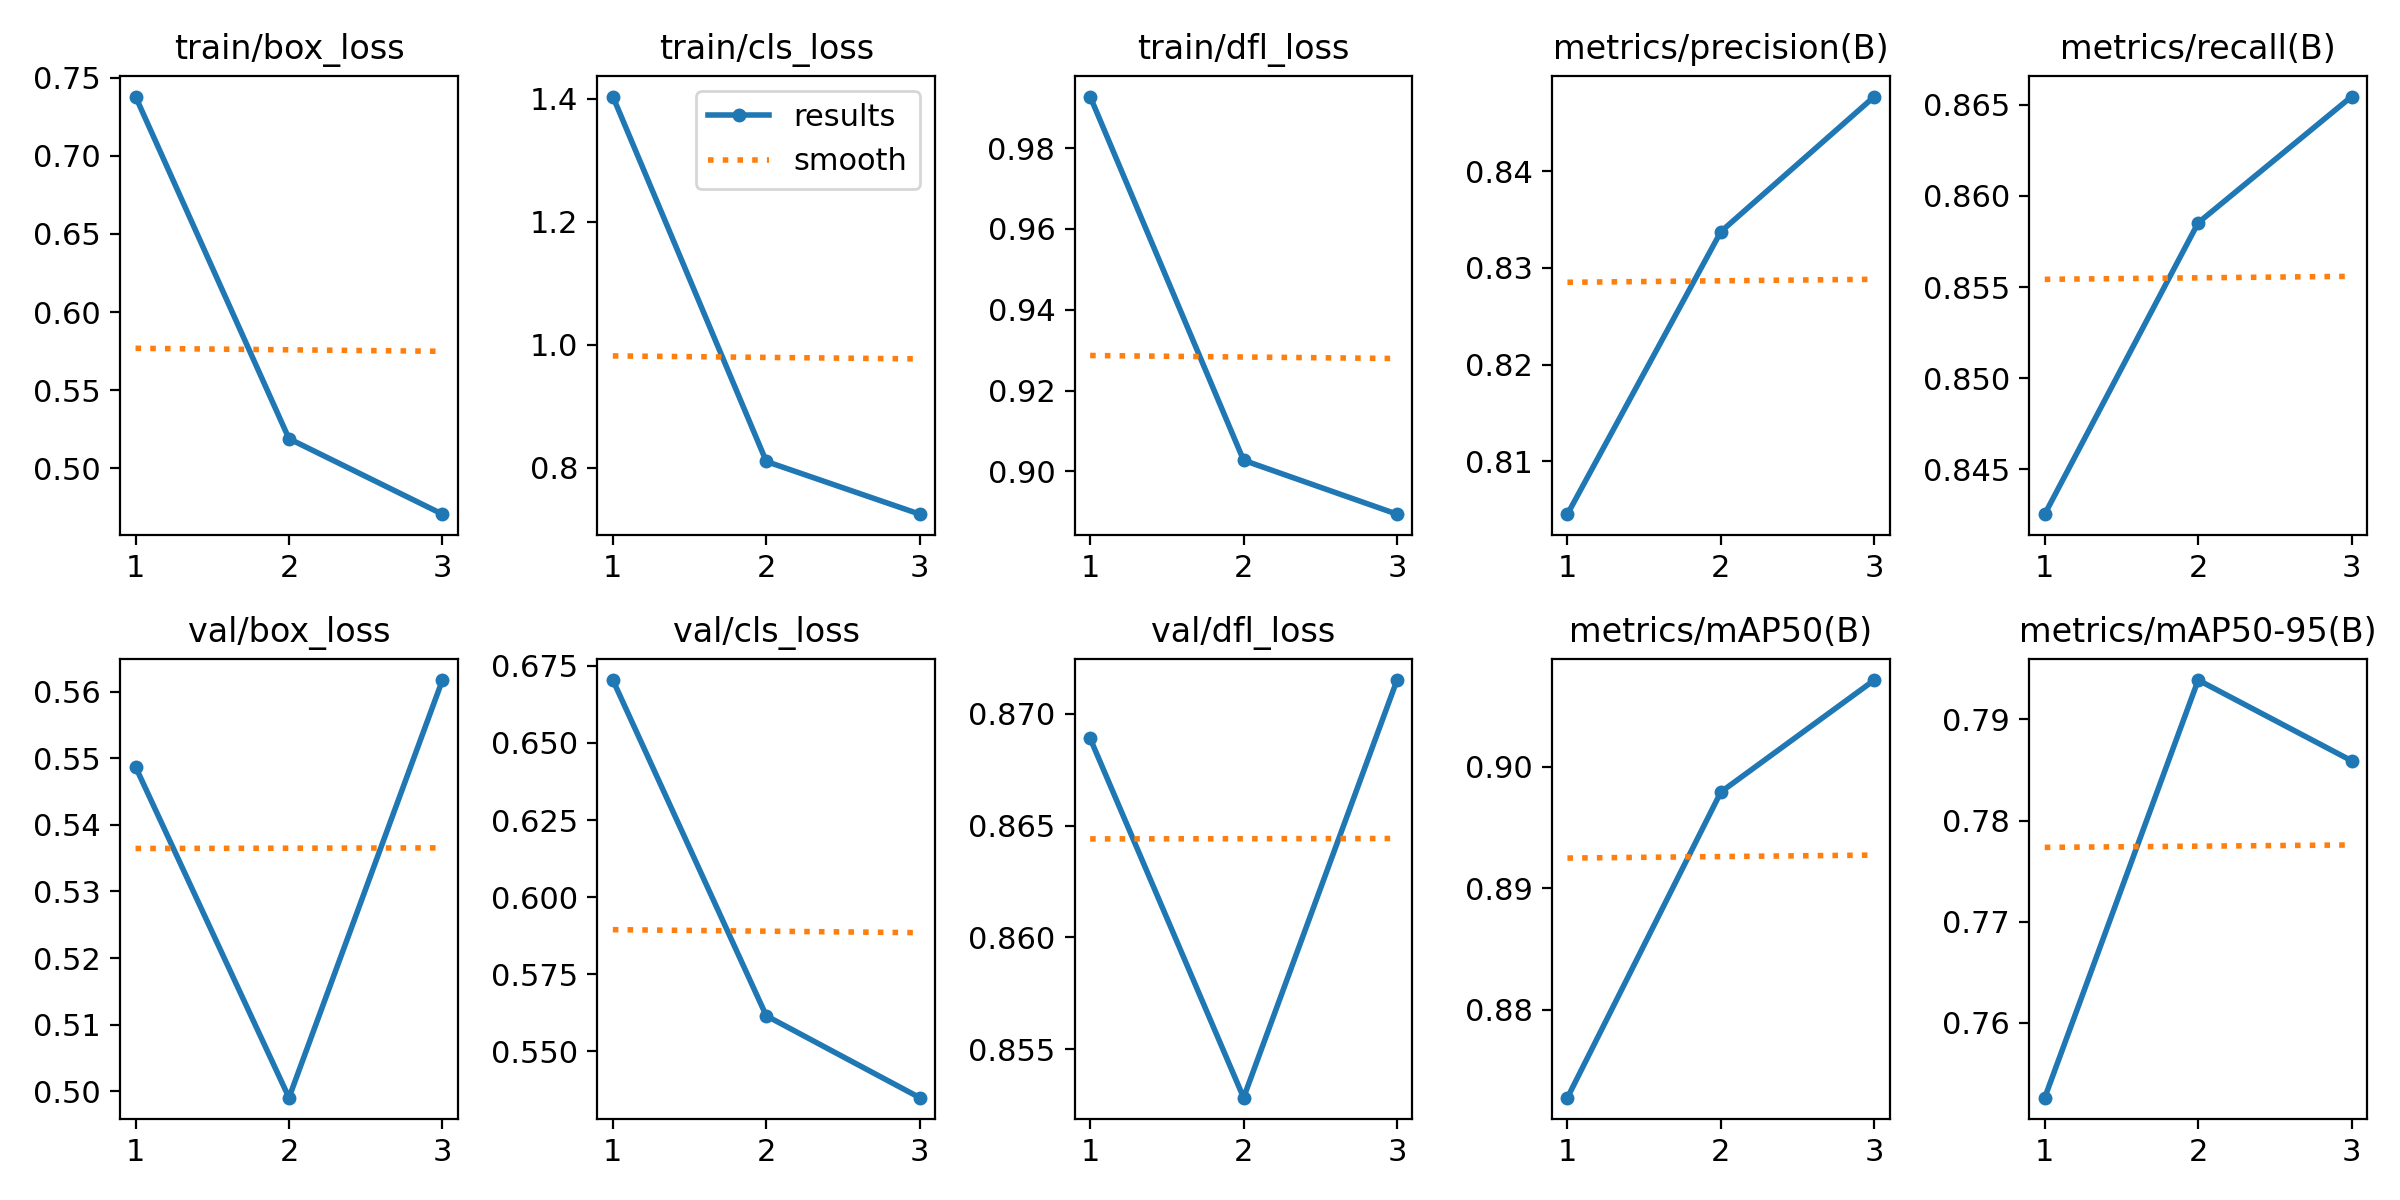 train/box_loss
0.75
0.70
0.65
0.60
0.55
0.50
1 2 3
train/cls_loss
1.4
1.2
1.0
0.8
results
smooth
1 2 3
train/dfl_loss
0.98
0.96
0.94
0.92
0.90
1 2 3
metrics/precision(B)
0.84
0.83
0.82
0.81
1 2 3
metrics/recall(B)
0.865
0.860
0.855
0.850
0.845
1 2 3
val/box_loss
0.56
0.55
0.54
0.53
0.52
0.51
0.50
1 2 3
val/cls_loss
0.675
0.650
0.625
0.600
0.575
0.550
1 2 3
val/dfl_loss
0.870
0.865
0.860
0.855
1 2 3
metrics/mAP50(B)
0.90
0.89
0.88
1 2 3
metrics/mAP50-95(B)
0.79
0.78
0.77
0.76
1 2 3